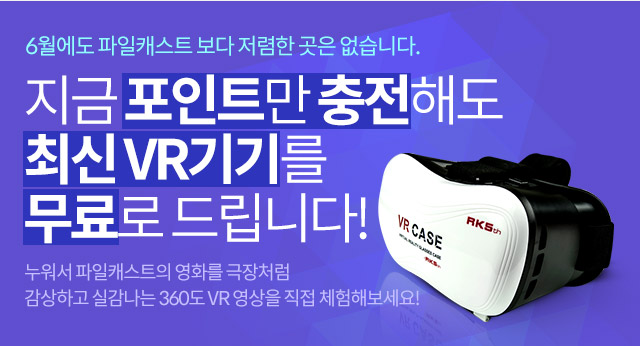 6월에도 파일캐스트 보다 저렴한 곳은 없습니다.
지금 포인트만 충전해도
최신 VR기기를
무료로 드립니다!
누워서 파일캐스트의 영화를 극장처럼
감상하고 실감나는 360도 VR 영상을 직접 체험해보세요!
VR CASE
VIRTUAL REALITY GLASSES CASE
RK5th